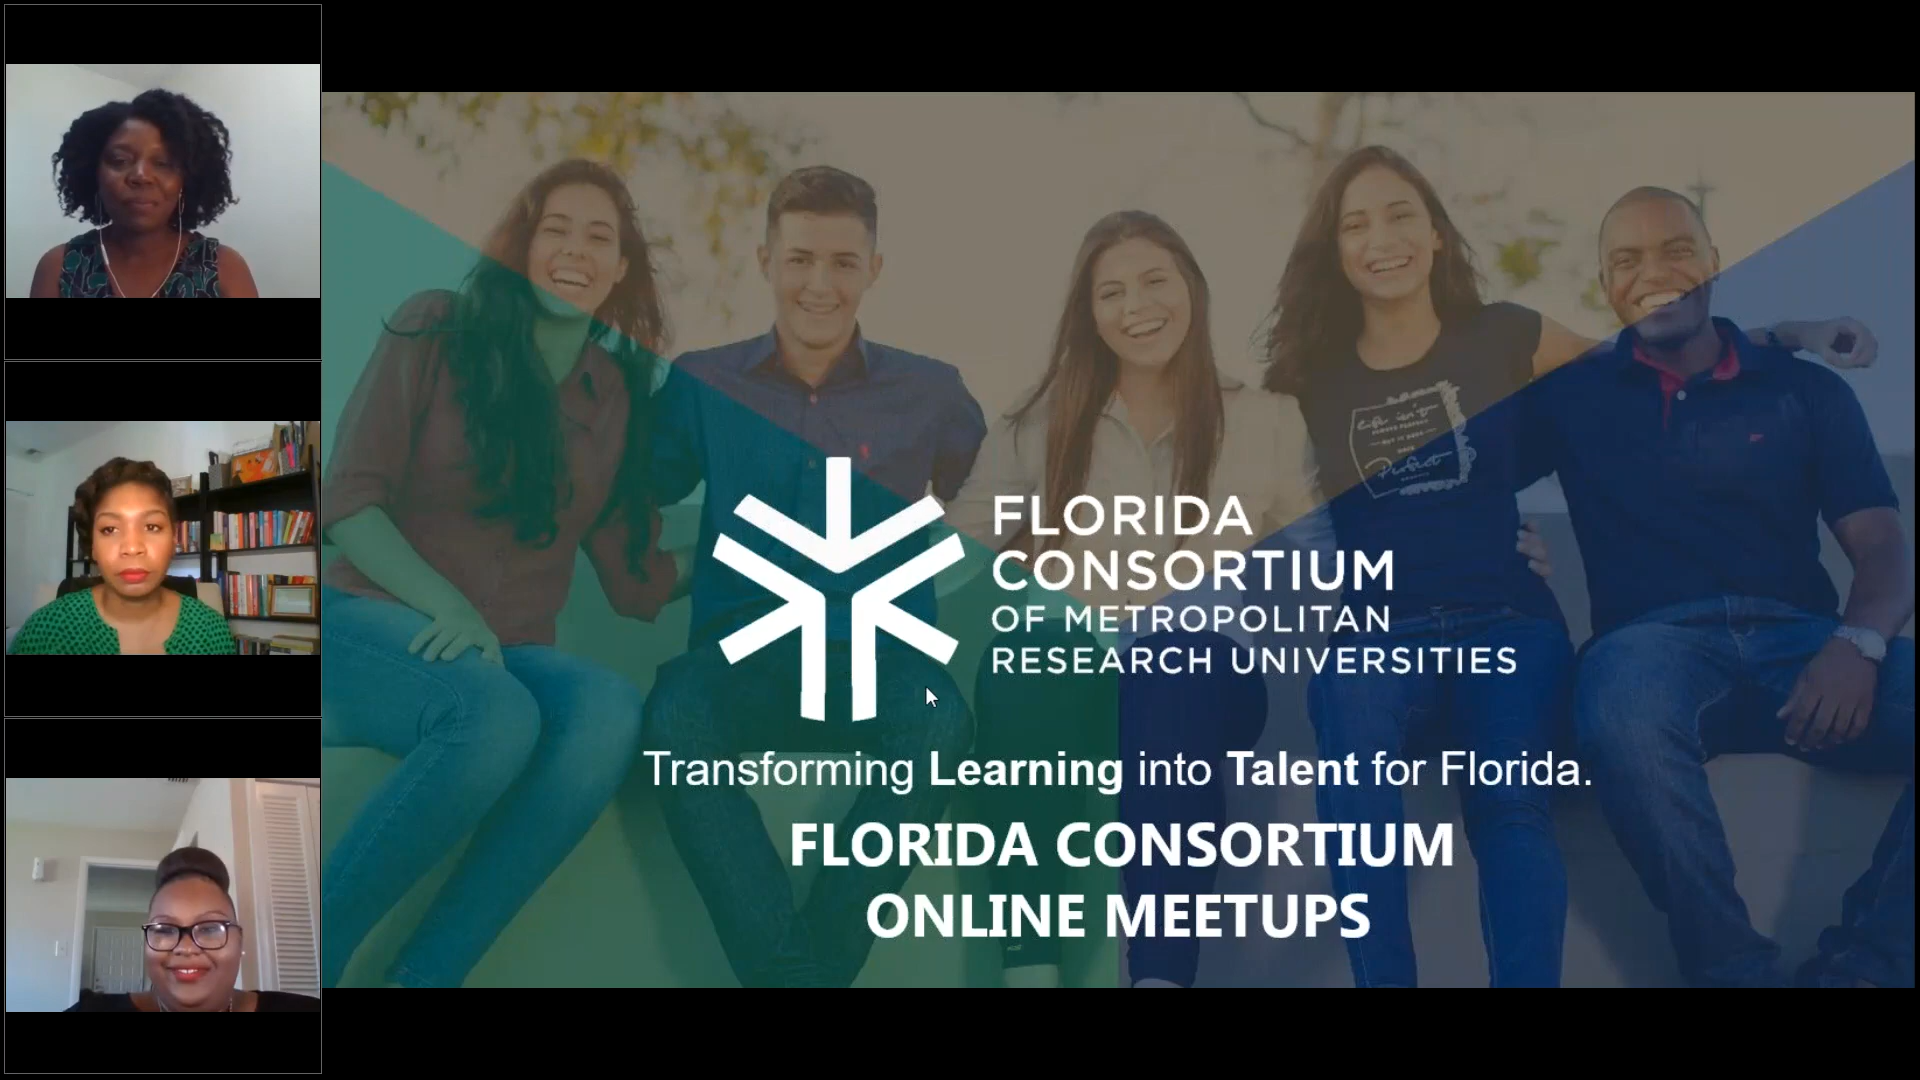 FLORIDA
CONSORTIUM
OF METROPOLITAN
RESEARCH UNIVERSITIES
Transforming Learning into Talent for Florida.
FLORIDA CONSORTIUM
ONLINE MEETUPS